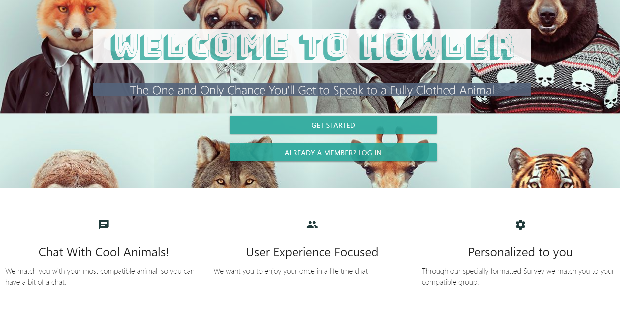 WELCOME TO HOWLER
The One and Only Chance You'll Get to Speak to a Fully Clothed Animal
GET STARTED
ALREADY A MEMBER? LOG IN
Chat With Cool Animals!
User Experience Focused
Personalized to you
We match you with your most compatible animal so you can
have a bit of a chat.
We want you to enjoy your once in a lifetime chat
Through our specially formatted Survey we match you to your
compatible group.